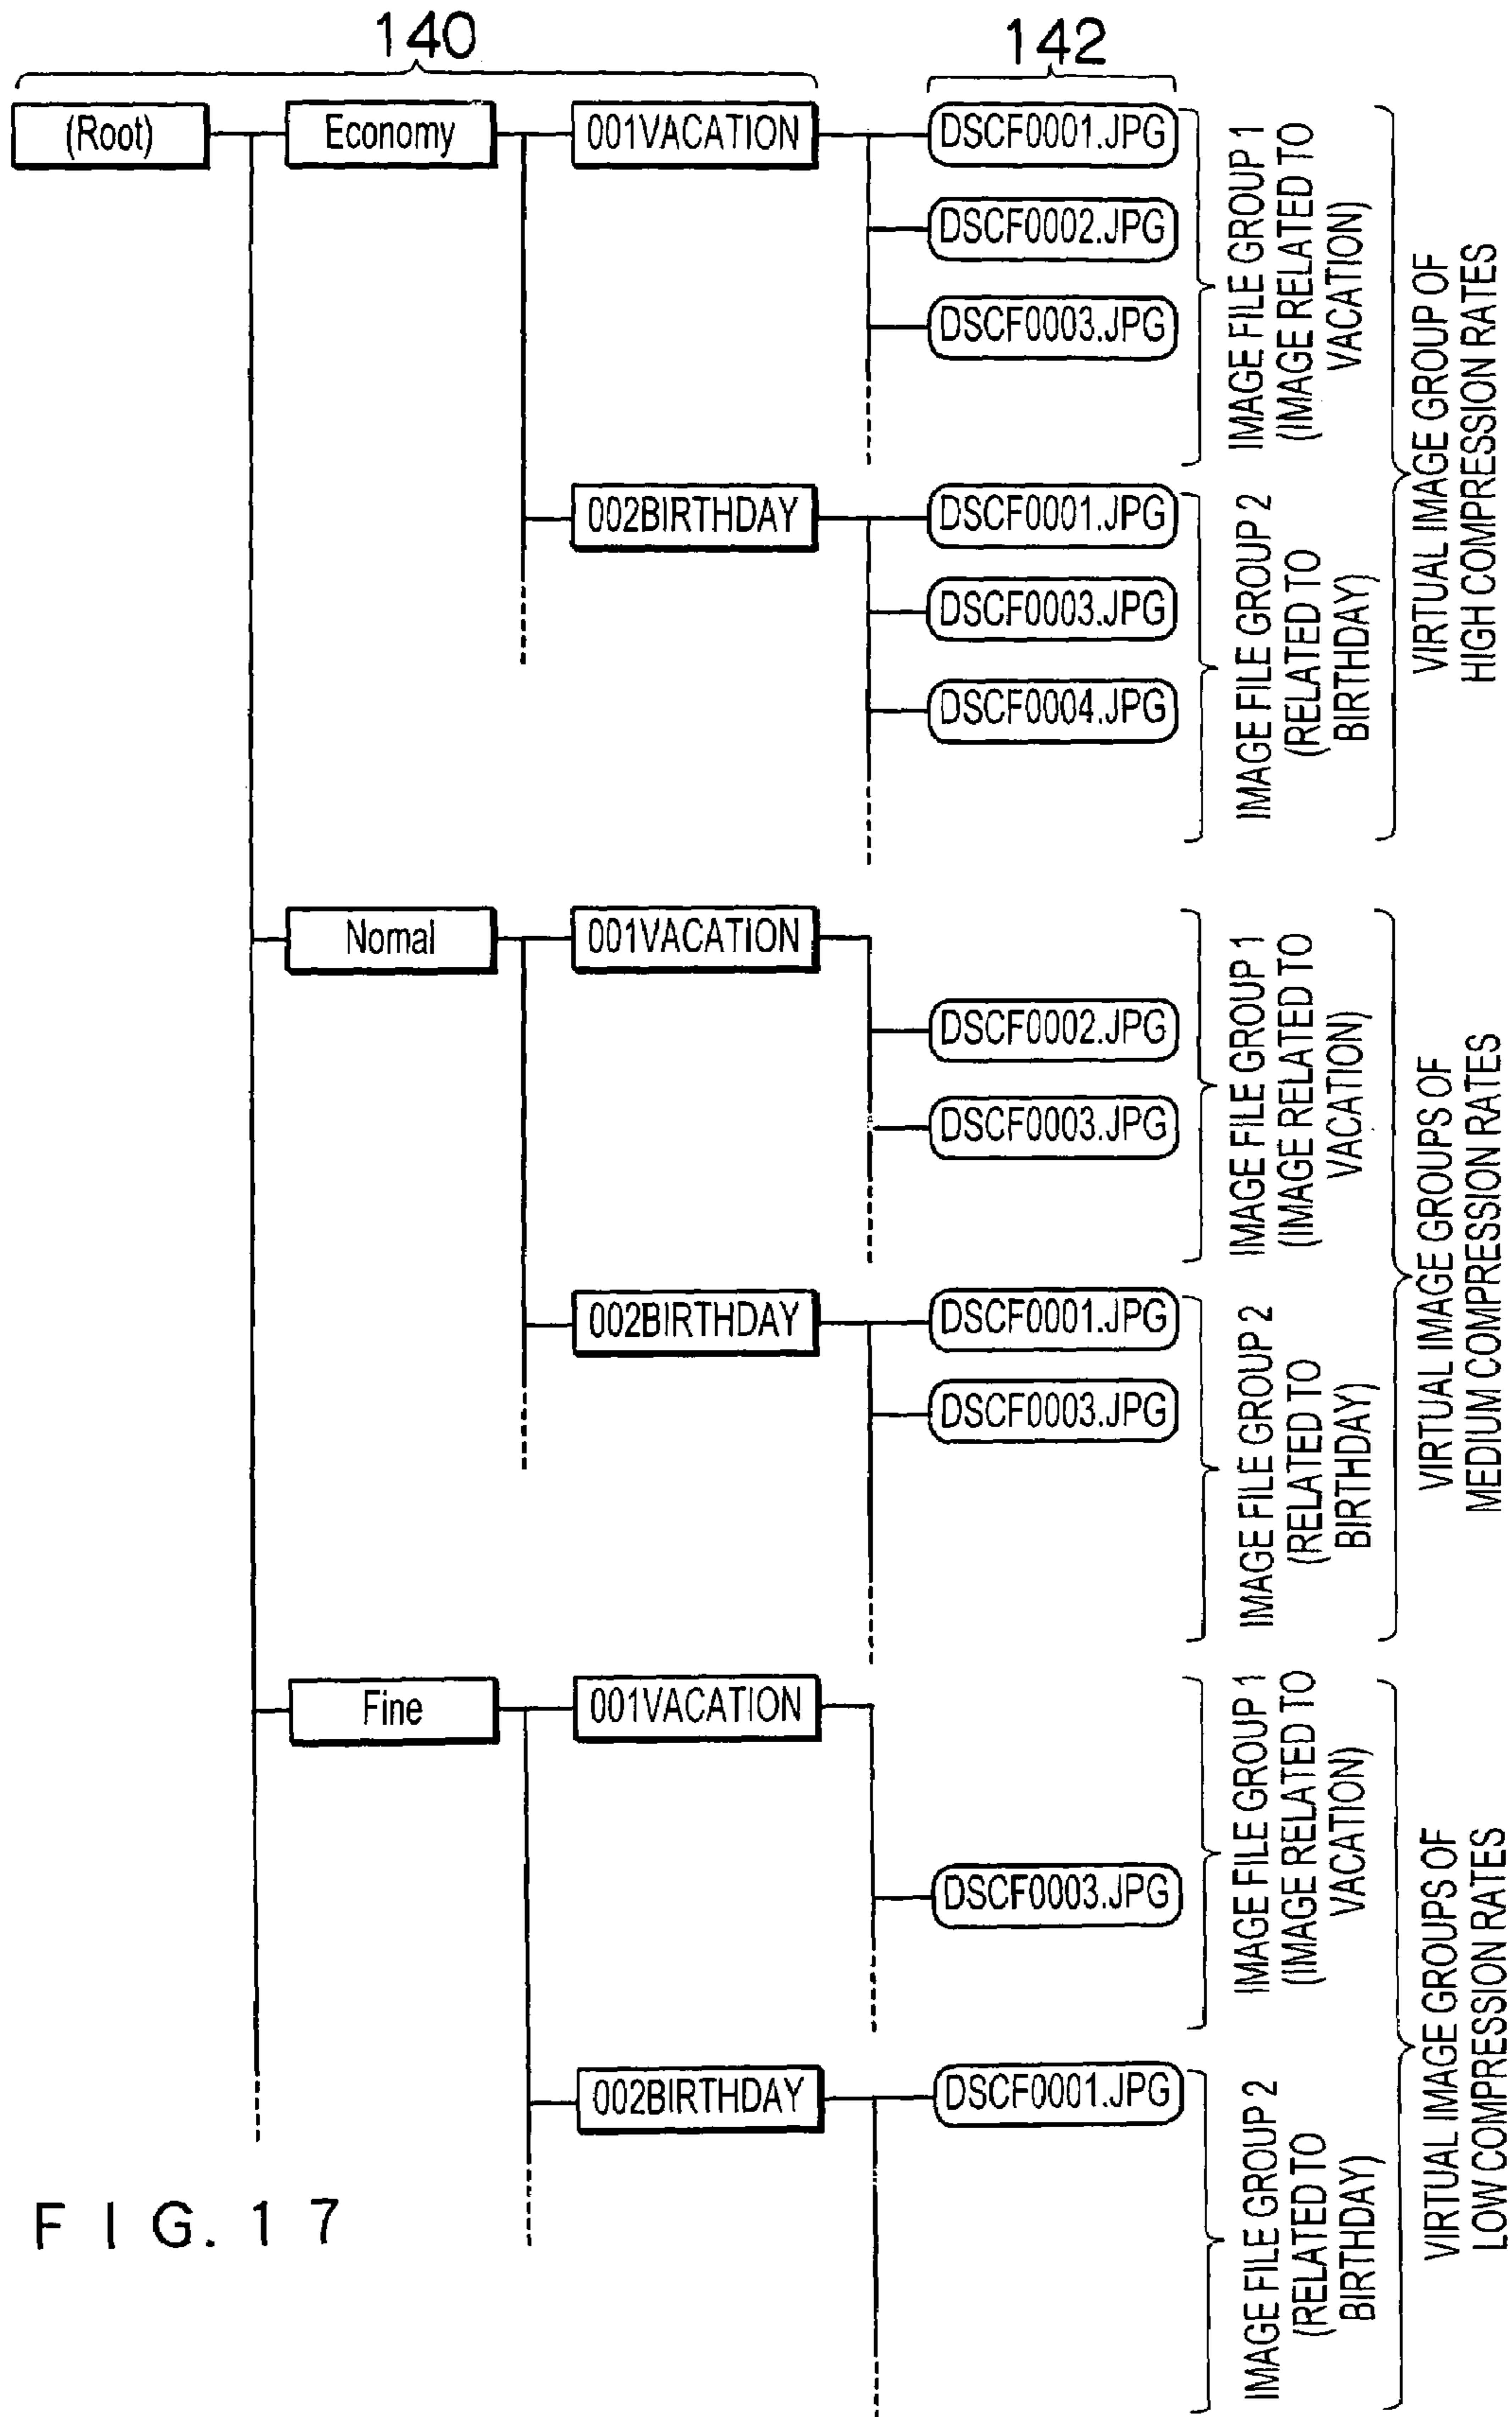 140
142
(Root)
Economy
001VACATION
DSCF0001.JPG
DSCF0002.JPG
DSCF0003.JPG
IMAGE FILE GROUP 1
(IMAGE RELATED TO
VACATION)
002BIRTHDAY
DSCF0001.JPG
DSCF0003.JPG
DSCF0004.JPG
IMAGE FILE GROUP 2
(RELATED TO
BIRTHDAY)
VIRTUAL IMAGE GROUP OF
HIGH COMPRESSION RATES
Nomal
001VACATION
DSCF0002.JPG
DSCF0003.JPG
IMAGE FILE GROUP 1
(IMAGE RELATED TO
VACATION)
002BIRTHDAY
DSCF0001.JPG
DSCF0003.JPG
IMAGE FILE GROUP 2
(RELATED TO
BIRTHDAY)
VIRTUAL IMAGE GROUPS OF
MEDIUM COMPRESSION RATES
Fine
001VACATION
DSCF0003.JPG
IMAGE FILE GROUP 1
(IMAGE RELATED TO
VACATION)
002BIRTHDAY
DSCF0001.JPG
IMAGE FILE GROUP 2
(RELATED TO
BIRTHDAY)
VIRTUAL IMAGE GROUPS OF
LOW COMPRESSION RATES
FIG. 17